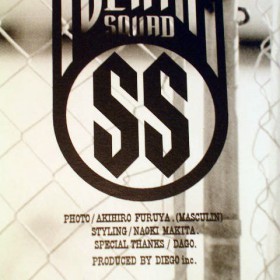 SQUAD
SS
PHOTO / AKIHIRO FURUYA . (MASCULIN)
STYLING / NAOKI MAKITA .
SPECIAL THANKS / DAGO.
PRODUCED BY DIEGO inc.